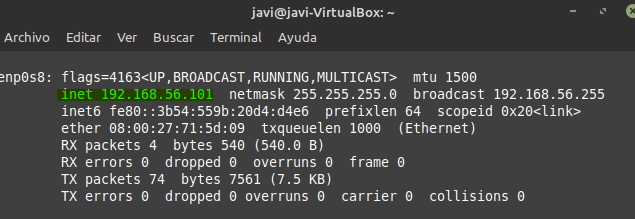 javi@javi-VirtualBox: ~
Archivo Editar Ver Buscar Terminal Ayuda
enp0s8: flags=4163<UP,BROADCAST,RUNNING,MULTICAST> mtu 1500
inet 192.168.56.101 netmask 255.255.255.0 broadcast 192.168.56.255
inet6 fe80::3b54:559b:20d4:d4e6 prefixlen 64 scopeid 0x20<link>
ether 08:00:27:71:5d:09 txqueuelen 1000 (Ethernet)
RX packets 4 bytes 540 (540.0 B)
RX errors 0 dropped 0 overruns 0 frame 0
TX packets 74 bytes 7561 (7.5 KB)
TX errors 0 dropped 0 overruns 0 carrier 0 collisions 0